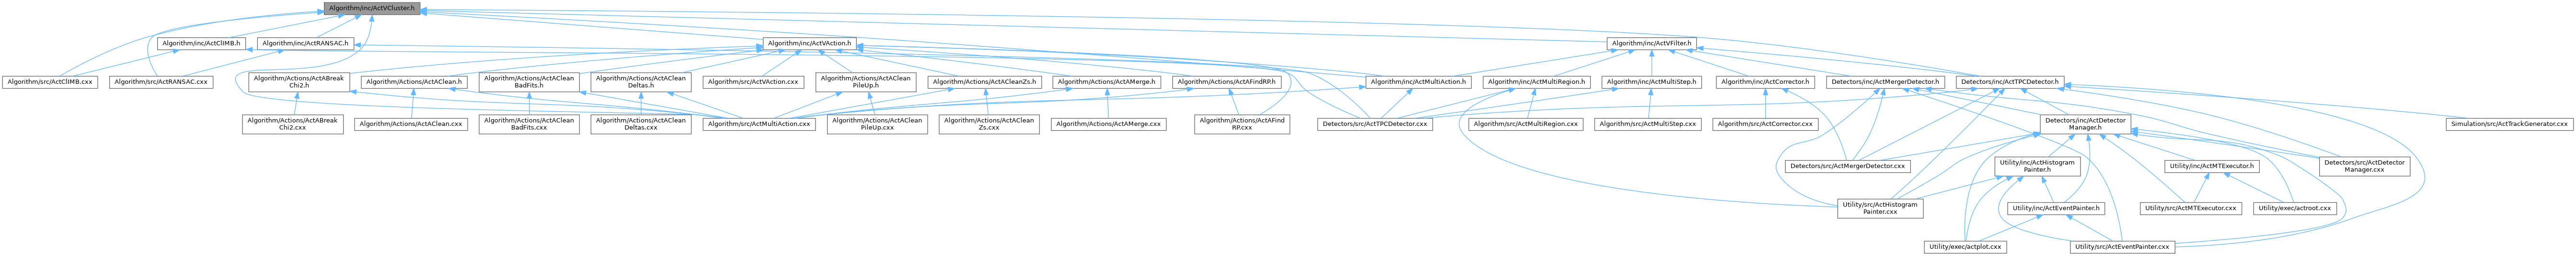 Algorithm/inc/ActVCluster.h
Algorithm/inc/ActClIMB.h
Algorithm/inc/ActRANSAC.h
Algorithm/inc/ActVAction.h
Algorithm/inc/ActVFilter.h
Algorithm/src/ActClIMB.cxx
Algorithm/src/ActRANSAC.cxx
Algorithm/Actions/ActABreak
Chi2.h
Algorithm/Actions/ActAClean.h
Algorithm/Actions/ActAClean
BadFits.h
Algorithm/Actions/ActAClean
Deltas.h
Algorithm/src/ActVAction.cxx
Algorithm/Actions/ActAClean
PileUp.h
Algorithm/Actions/ActACleanZs.h
Algorithm/Actions/ActAMerge.h
Algorithm/Actions/ActAFindRP.h
Algorithm/inc/ActMultiAction.h
Algorithm/inc/ActMultiRegion.h
Algorithm/inc/ActMultiStep.h
Algorithm/inc/ActCorrector.h
Detectors/inc/ActMergerDetector.h
Detectors/inc/ActTPCDetector.h
Algorithm/Actions/ActABreak
Chi2.cxx
Algorithm/Actions/ActAClean.cxx
Algorithm/Actions/ActAClean
BadFits.cxx
Algorithm/Actions/ActAClean
Deltas.cxx
Algorithm/src/ActMultiAction.cxx
Algorithm/Actions/ActAClean
PileUp.cxx
Algorithm/Actions/ActAClean
Zs.cxx
Algorithm/Actions/ActAMerge.cxx
Algorithm/Actions/ActAFind
RP.cxx
Detectors/src/ActTPCDetector.cxx
Algorithm/src/ActMultiRegion.cxx
Algorithm/src/ActMultiStep.cxx
Algorithm/src/ActCorrector.cxx
Detectors/inc/ActDetector
Manager.h
Simulation/src/ActTrackGenerator.cxx
Detectors/src/ActMergerDetector.cxx
Utility/inc/ActHistogram
Painter.h
Utility/inc/ActMTExecutor.h
Detectors/src/ActDetector
Manager.cxx
Utility/src/ActHistogram
Painter.cxx
Utility/inc/ActEventPainter.h
Utility/src/ActMTExecutor.cxx
Utility/exec/actroot.cxx
Utility/exec/actplot.cxx
Utility/src/ActEventPainter.cxx